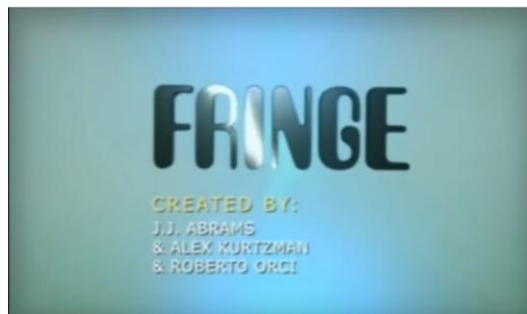 FRINGE
CREATED BY:
J.J. ABRAMS
& ALEX KURTZMAN
& ROBERTO ORCI